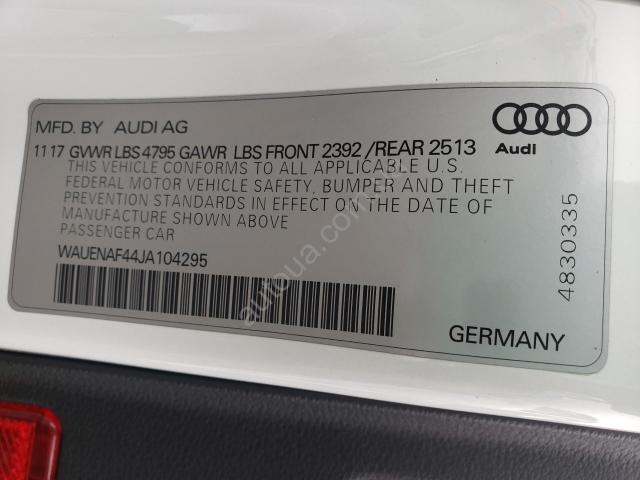 MFD. BY AUDI AG
Audi
11 17 GVWR LBS 4795 GAWR LBS FRONT 2392 /REAR 2513
THIS VEHICLE CONFORMS TO ALL APPLICABLE U.S.
FEDERAL MOTOR VEHICLE SAFETY, BUMPER AND THEFT
PREVENTION STANDARDS IN EFFECT ON THE DATE OF
MANUFACTURE SHOWN ABOVE
PASSENGER CAR
WAUENAF44JA104295
4830335
GERMANY
autoua.com